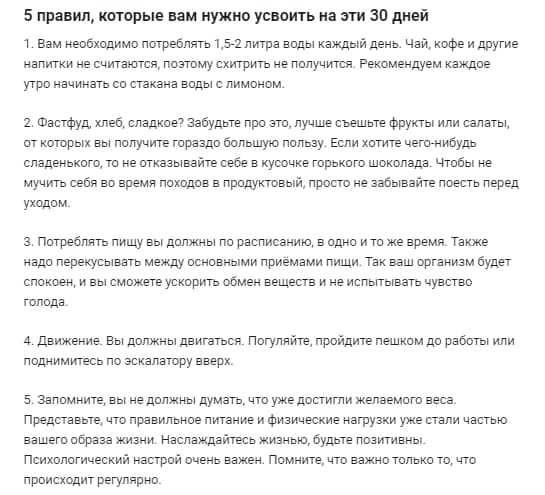 5 правил, которые вам нужно усвоить на эти 30 дней
1. Вам необходимо потреблять 1,5-2 литра воды каждый день. Чай, кофе и другие
напитки не считаются, поэтому схитрить не получится. Рекомендуем каждое
утро начинать со стакана воды с лимоном.
2. Фастфуд, хлеб, сладкое? Забудьте про это, лучше съешьте фрукты или салаты,
от которых вы получите гораздо большую пользу. Если хотите чего-нибудь
сладенького, то не отказывайте себе в кусочке горького шоколада. Чтобы не
мучить себя во время походов в продуктовый, просто не забывайте поесть перед
уходом.
3. Потреблять пищу вы должны по расписанию, в одно и то же время. Также
надо перекусывать между основными приёмами пищи. Так ваш организм будет
спокоен, и вы сможете ускорить обмен веществ и не испытывать чувство
голода.
4. Движение. Вы должны двигаться. Погуляйте, пройдите пешком до работы или
поднимитесь по эскалатору вверх.
5. Запомните, вы не должны думать, что уже достигли желаемого веса.
Представьте, что правильное питание и физические нагрузки уже стали частью
вашего образа жизни. Наслаждайтесь жизнью, будьте позитивны.
Психологический настрой очень важен. Помните, что важно только то, что
происходит регулярно.